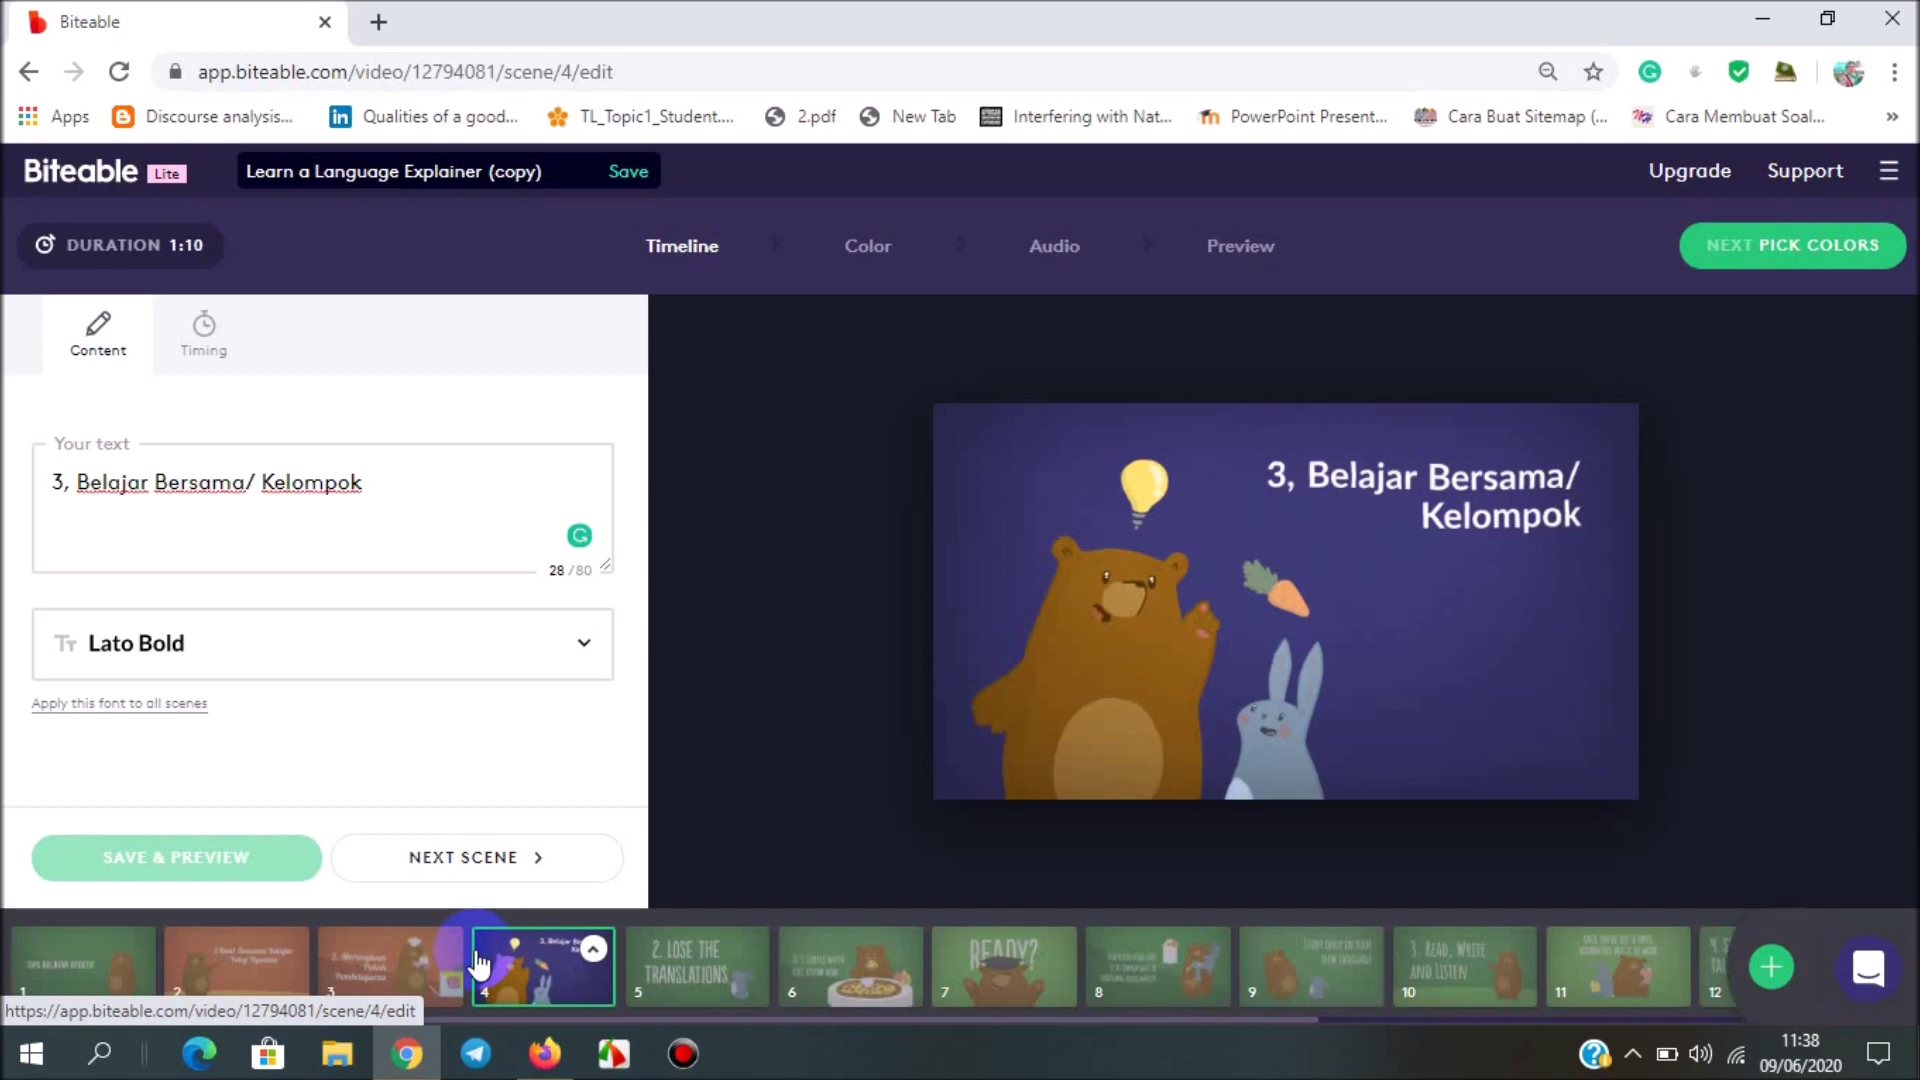 Biteable
app.biteable.com/video/12794081/scene/4/edit
Apps
Discourse analysis...
Qualities of a good...
TL_Topic1_Student....
2.pdf
New Tab
Interfering with Nat...
PowerPoint Present...
Cara Buat Sitemap (...
Cara Membuat Soal...
»
Biteable Lite
Learn a Language Explainer (copy)
Save
Upgrade
Support
DURATION 1:10
Timeline
Color
Audio
Preview
NEXT PICK COLORS
Content
Timing
Your text
3, Belajar Bersama/ Kelompok
28 /80
Tт Lato Bold
Apply this font to all scenes
3, Belajar Bersama/
Kelompok
SAVE & PREVIEW
NEXT SCENE
TIPS BELAJAR EFEKTIF
1
2
3
4
2. LOSE THE
TRANSLATIONS
5
6
READY?
7
8
9
3. READ, WRITE
AND LISTEN
10
11
12
https://app.biteable.com/video/12794081/scene/4/edit
11:38
09/06/2020